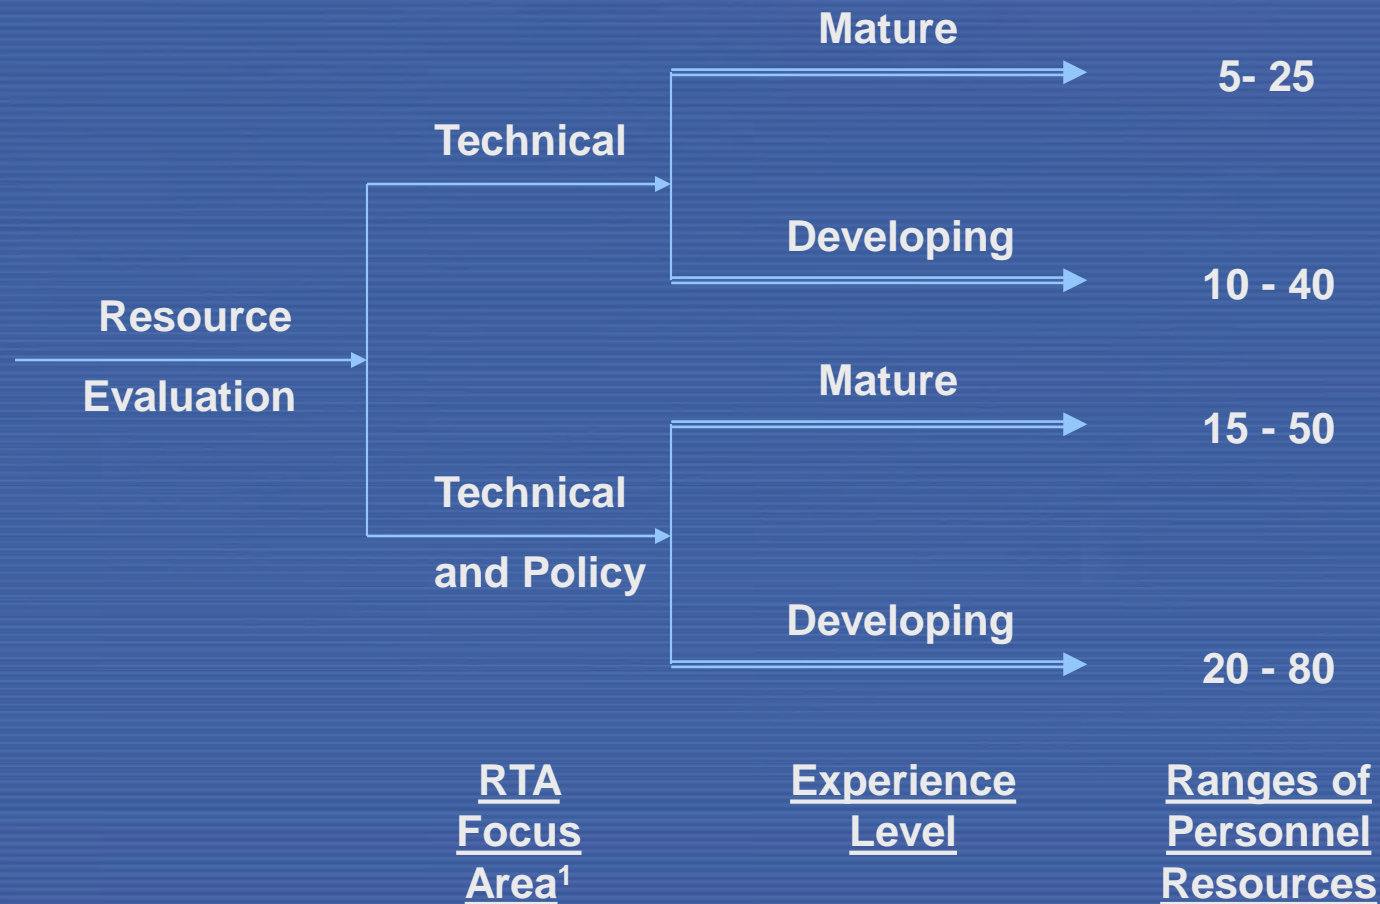 Mature
5- 25
Technical
Developing
10 - 40
Resource
Evaluation
Mature
15 - 50
Technical
and Policy
Developing
20 - 80
RTA
Focus
Area¹
Experience
Level
Ranges of
Personnel
Resources